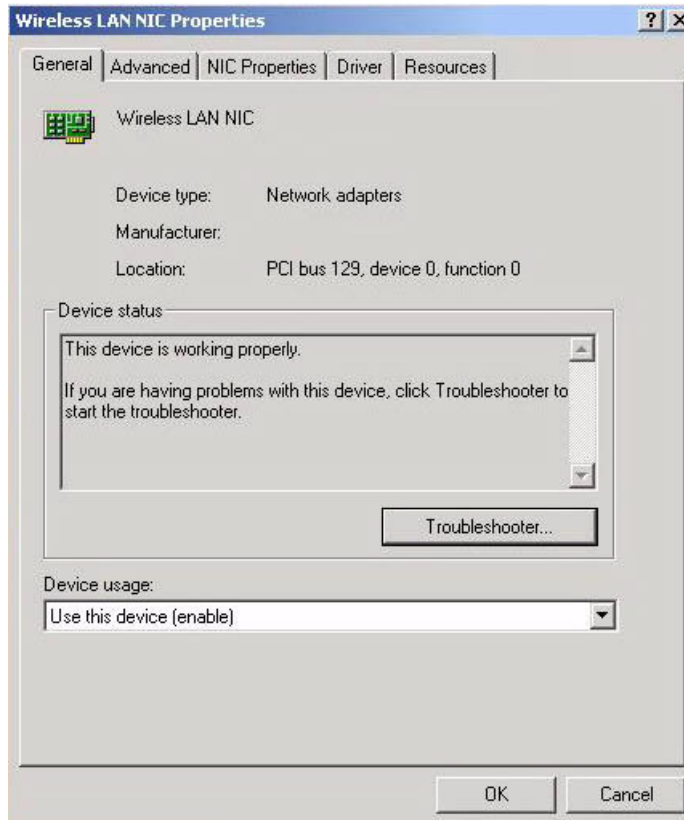 Wireless LAN NIC Properties
General Advanced NIC Properties Driver Resources
Wireless LAN NIC
Device type: Network adapters
Manufacturer:
Location: PCI bus 129, device 0, function 0
Device status
This device is working properly.
If you are having problems with this device, click Troubleshooter to
start the troubleshooter.
Troubleshooter...
Device usage:
Use this device (enable)
OK Cancel